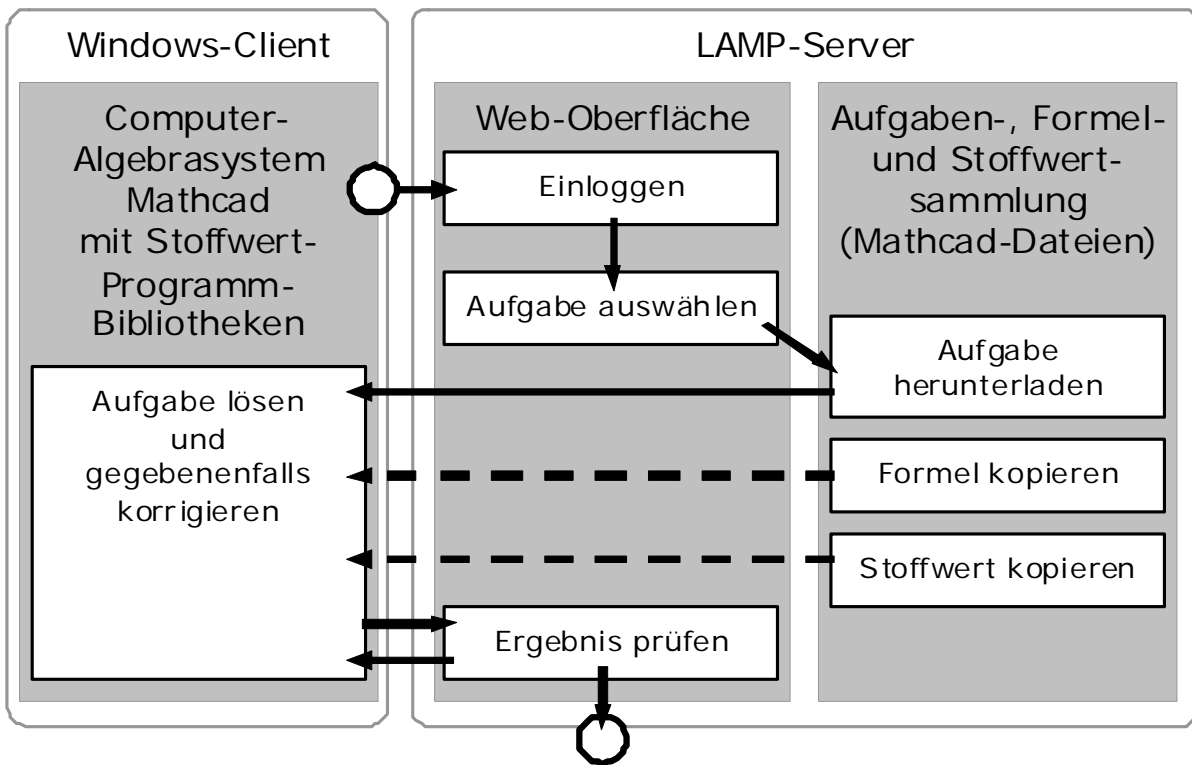 Windows-Client
Computer-
Algebrasystem
Mathcad
mit Stoffwert-
Programm-
Bibliotheken
Aufgabe lösen
und
gegebenenfalls
korrigieren
LAMP-Server
Web-Oberfläche
Einloggen
Aufgabe auswählen
Ergebnis prüfen
Aufgaben-, Formel-
und Stoffwert-
sammlung
(Mathcad-Dateien)
Aufgabe
herunterladen
Formel kopieren
Stoffwert kopieren